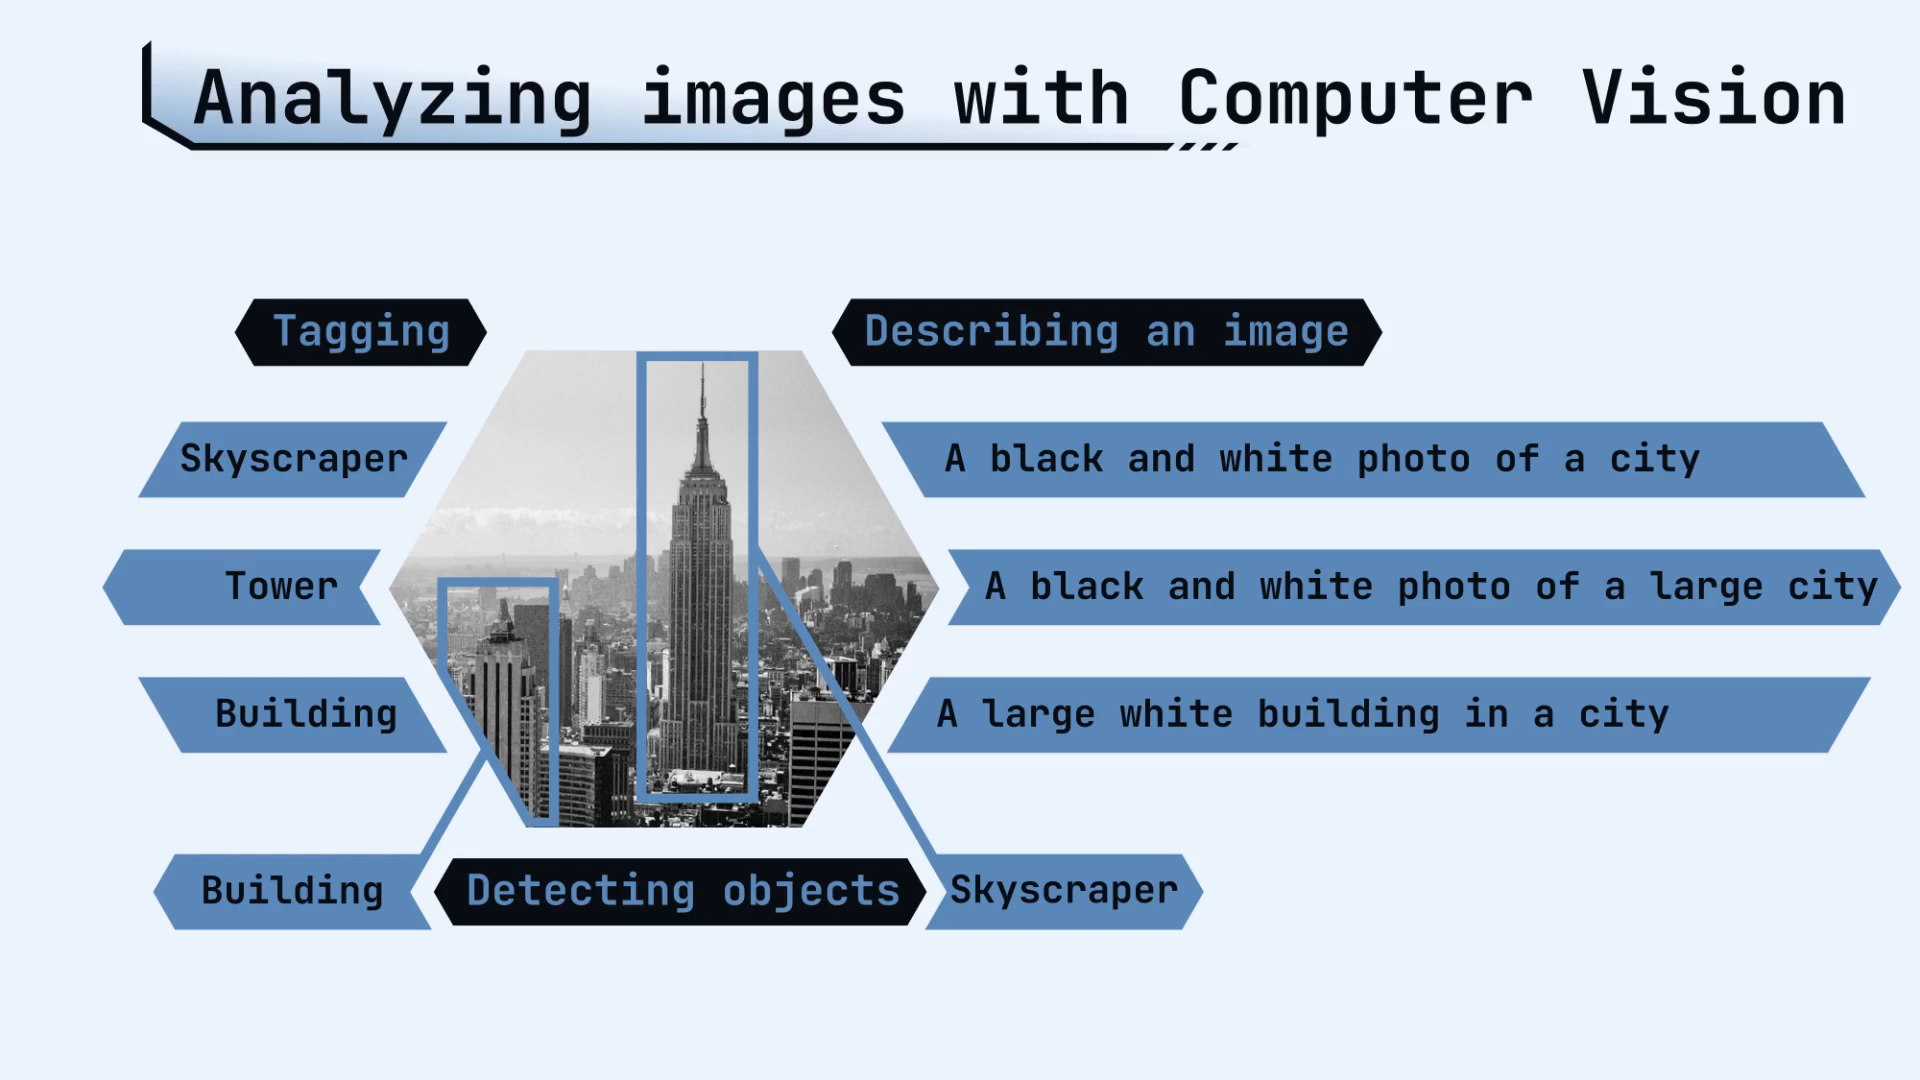 Analyzing images with Computer Vision
Tagging
Skyscraper
Tower
Building
Describing an image
A black and white photo of a city
A black and white photo of a large city
A large white building in a city
Building
Detecting objects
Skyscraper